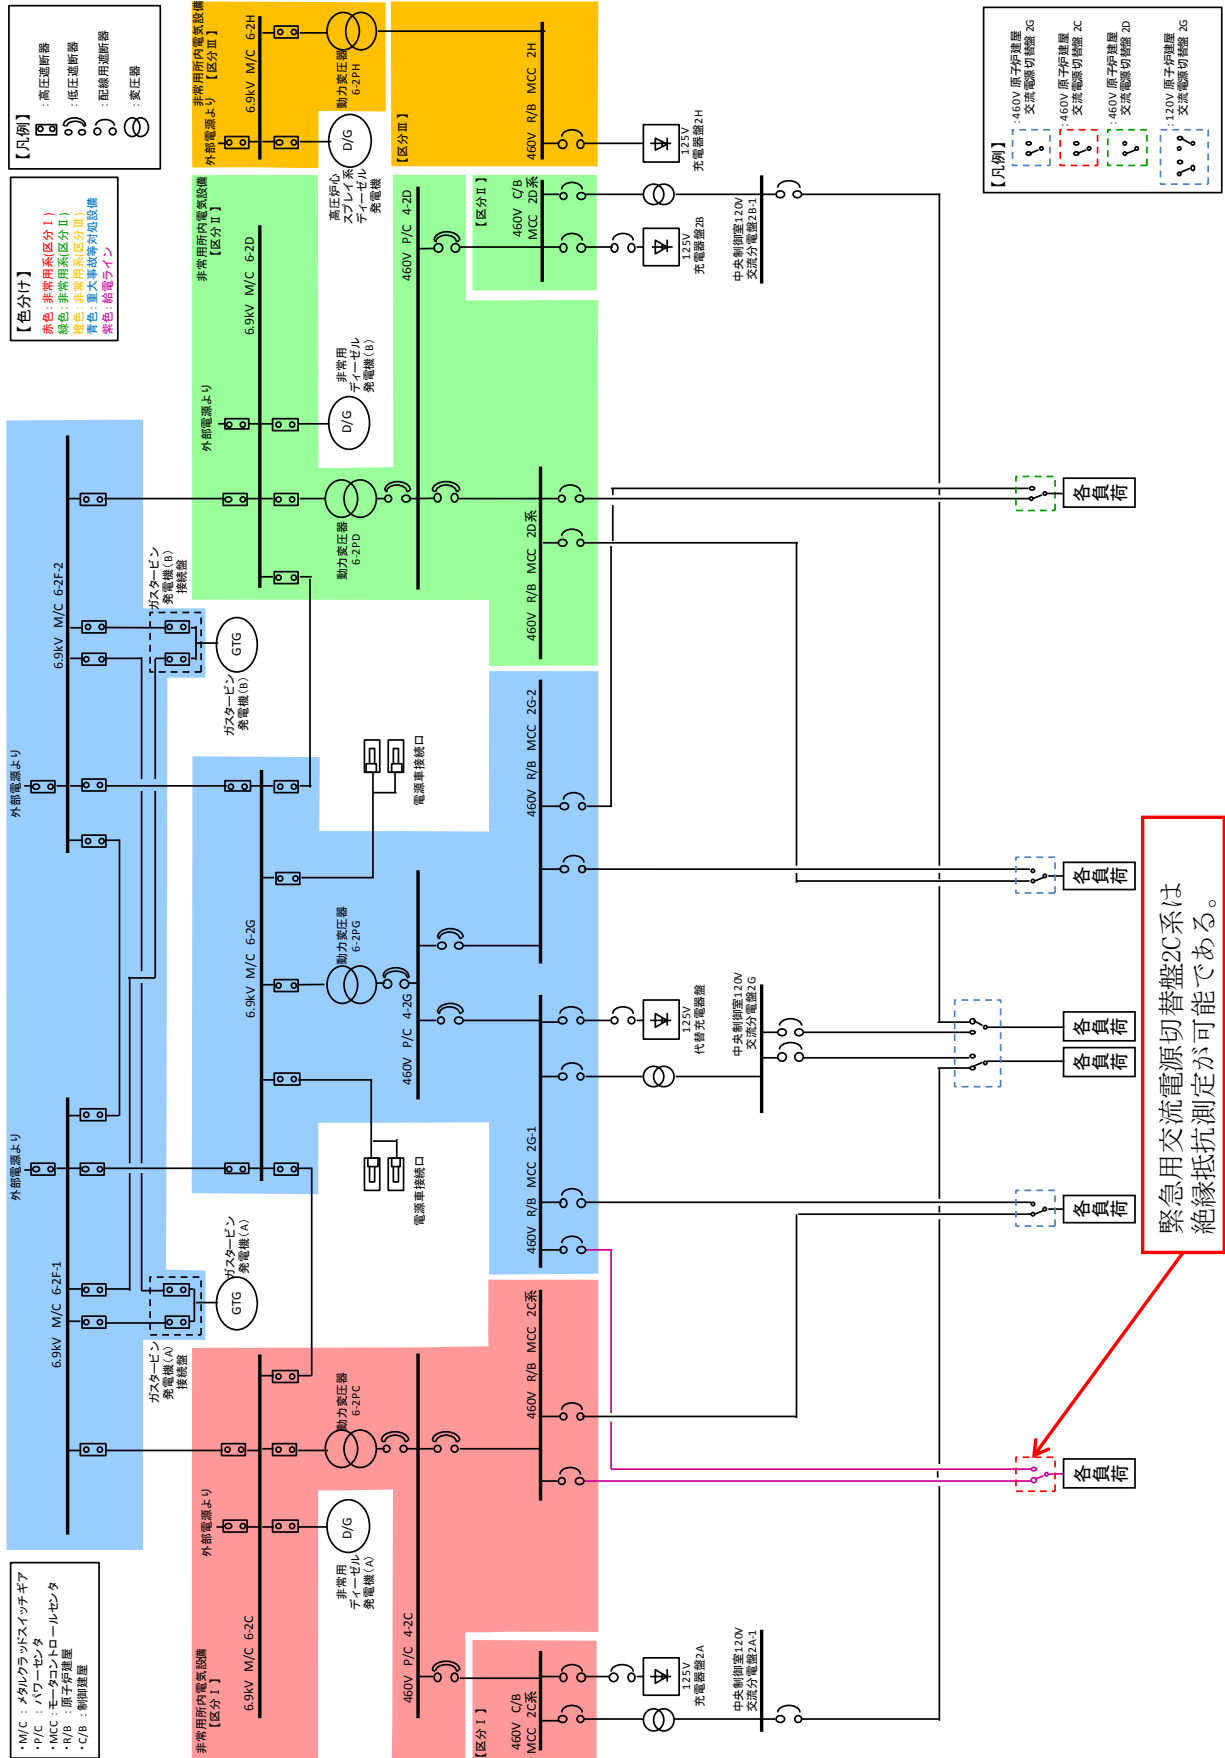 ・M/C ：メタルクラッドスイッチギア
・P/C ：パワーセンタ
・MCC：モータコントロールセンタ
・R/B ：原子炉建屋
・C/B ：制御建屋
【色分け】
赤色：非常用系(区分Ⅰ)
緑色：非常用系(区分Ⅱ)
橙色：非常用系(区分Ⅲ)
青色：重大事故等対処設備
紫色：給電ライン
【凡例】
：高圧遮断器
：低圧遮断器
：配線用遮断器
：変圧器
外部電源より
外部電源より
6.9kV M/C 6-2F-1
6.9kV M/C 6-2F-2
ガスタービン
発電機(A)
接続盤
GTG
ガスタービン
発電機(A)
ガスタービン
発電機(B)
接続盤
GTG
ガスタービン
発電機(B)
非常用所内電気設備
【区分Ⅰ】
外部電源より
6.9kV M/C 6-2C
非常用
ディーゼル
発電機(A)
D/G
動力変圧器
6-2PC
460V P/C 4-2C
6.9kV M/C 6-2G
動力変圧器
6-2PG
電源車接続口
電源車接続口
460V P/C 4-2G
非常用所内電気設備
【区分Ⅱ】
外部電源より
6.9kV M/C 6-2D
動力変圧器
6-2PD
D/G
非常用
ディーゼル
発電機(B)
460V P/C 4-2D
非常用所内電気設備
【区分Ⅲ】
外部電源より
6.9kV M/C 6-2H
高圧炉心
スプレイ系
ディーゼル
発電機
D/G
動力変圧器
6-2PH
【区分Ⅰ】
460V C/B
MCC 2C系
460V R/B MCC 2C系
460V R/B MCC 2G-1
460V R/B MCC 2G-2
460V R/B MCC 2D系
【区分Ⅱ】
460V C/B
MCC 2D系
【区分Ⅲ】
460V R/B MCC 2H
125V
充電器盤2A
125V
代替充電器盤
125V
充電器盤2B
125V
充電器盤2H
中央制御室120V
交流分電盤2A-1
中央制御室120V
交流分電盤2G
中央制御室120V
交流分電盤2B-1
各負荷
各負荷
各負荷
各負荷
各負荷
各負荷
【凡例】
：460V 原子炉建屋
交流電源切替盤 2G
：460V 原子炉建屋
交流電源切替盤 2C
：460V 原子炉建屋
交流電源切替盤 2D
：120V 原子炉建屋
交流電源切替盤 2G
緊急用交流電源切替盤2C系は
絶縁抵抗測定が可能である。